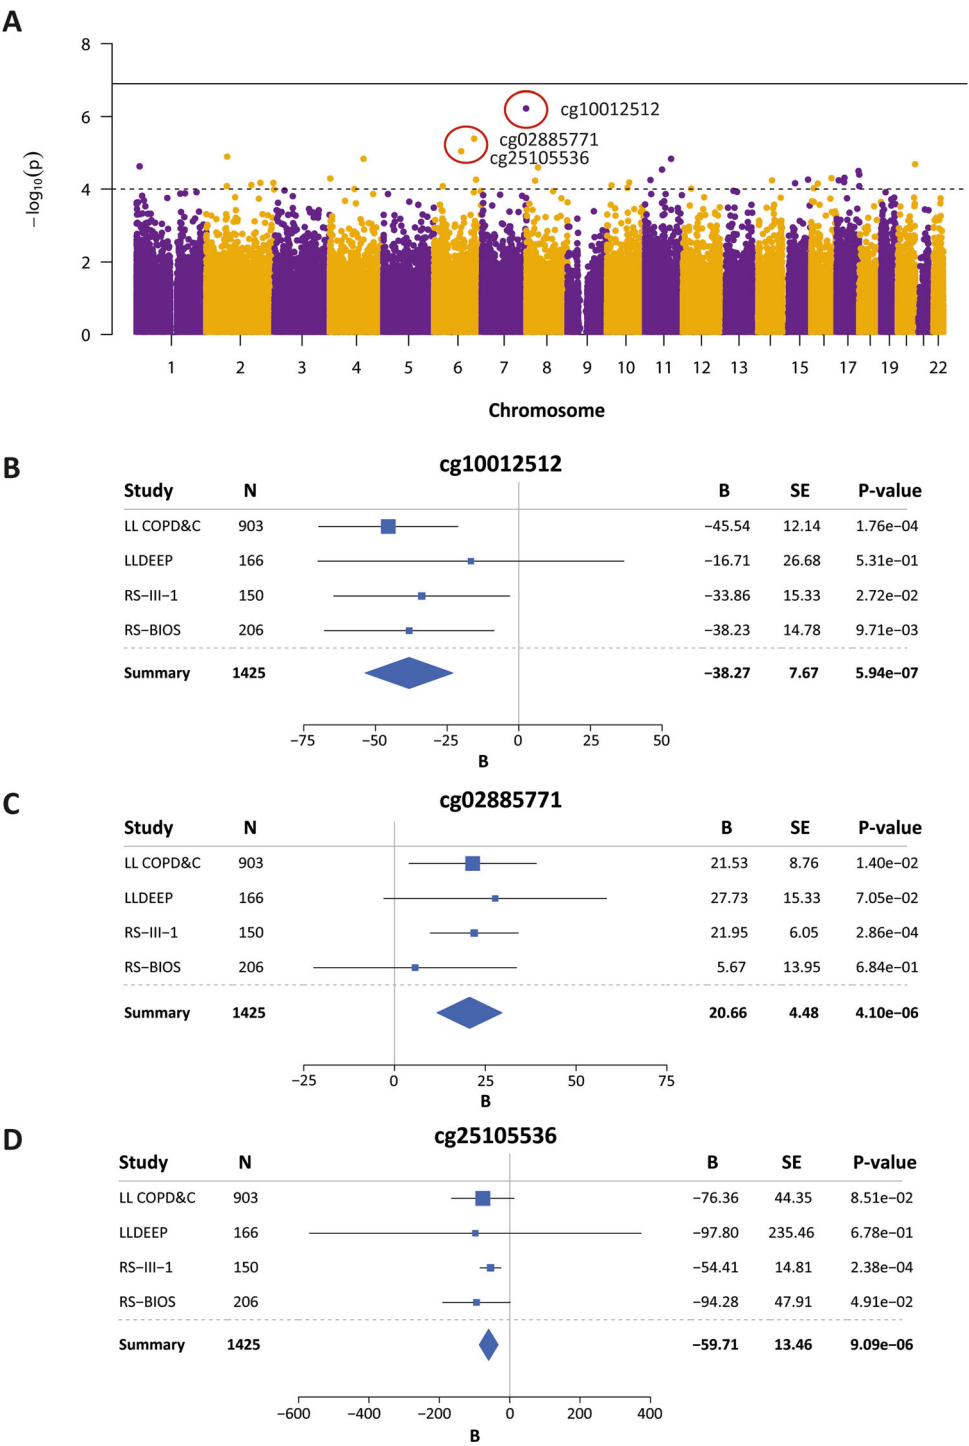 A
8
6
4
2
0
−log10(p)
cg10012512
cg02885771
cg25105536
1 2 3 4 5 6 7 8 9 10 11 12 13 15 17 19 22
Chromosome
B
cg10012512
Study N B SE P-value
LL COPD&C 903 −45.54 12.14 1.76e−04
LLDEEP 166 −16.71 26.68 5.31e−01
RS−III−1 150 −33.86 15.33 2.72e−02
RS−BIOS 206 −38.23 14.78 9.71e−03
Summary 1425 −38.27 7.67 5.94e−07
−75 −50 −25 0 25 50
B
C
cg02885771
Study N B SE P-value
LL COPD&C 903 21.53 8.76 1.40e−02
LLDEEP 166 27.73 15.33 7.05e−02
RS−III−1 150 21.95 6.05 2.86e−04
RS−BIOS 206 5.67 13.95 6.84e−01
Summary 1425 20.66 4.48 4.10e−06
−25 0 25 50 75
B
D
cg25105536
Study N B SE P-value
LL COPD&C 903 −76.36 44.35 8.51e−02
LLDEEP 166 −97.80 235.46 6.78e−01
RS−III−1 150 −54.41 14.81 2.38e−04
RS−BIOS 206 −94.28 47.91 4.91e−02
Summary 1425 −59.71 13.46 9.09e−06
−600 −400 −200 0 200 400
B